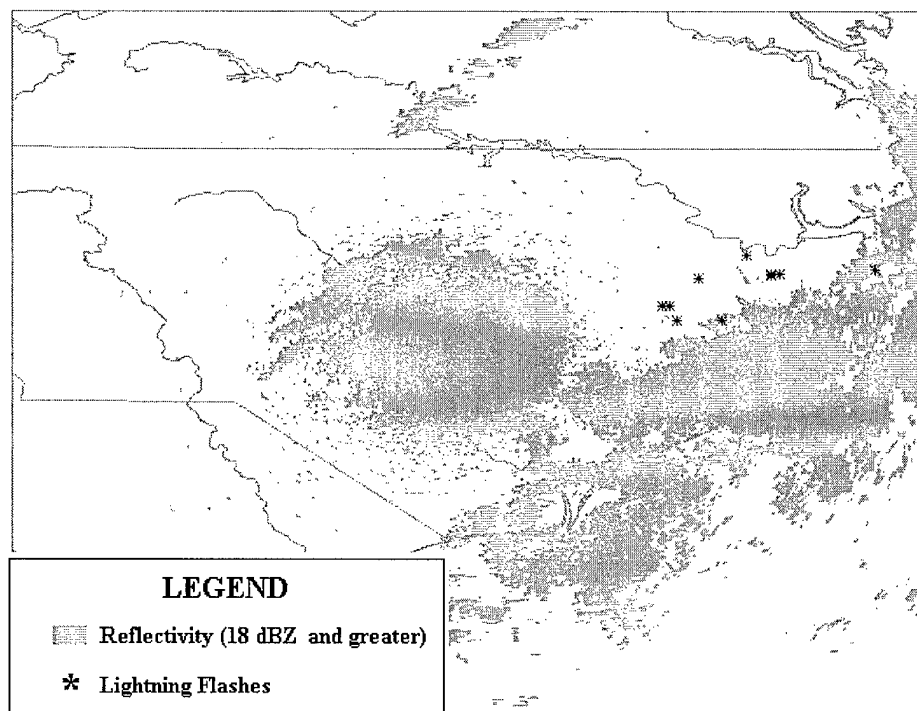 LEGEND
Reflectivity (18 dBZ and greater)
* Lightning Flashes